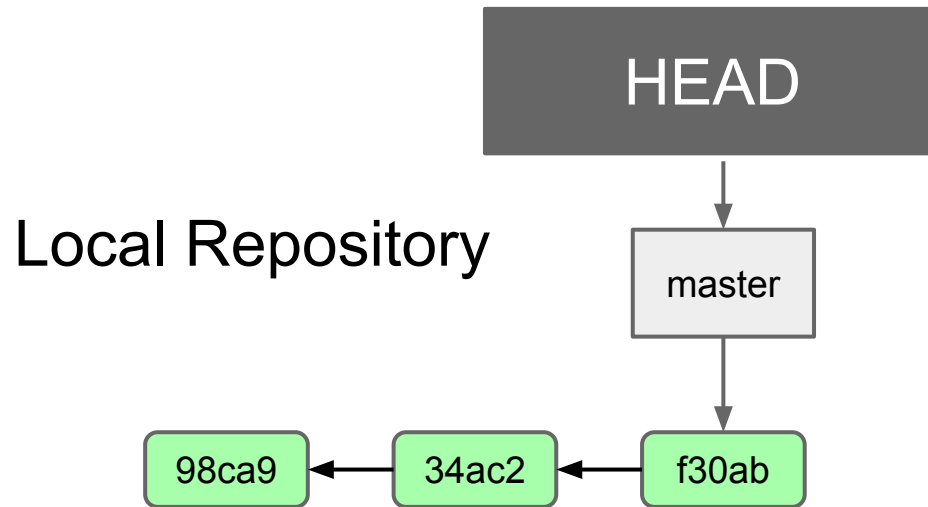 HEAD
Local Repository
master
98ca9
34ac2
f30ab